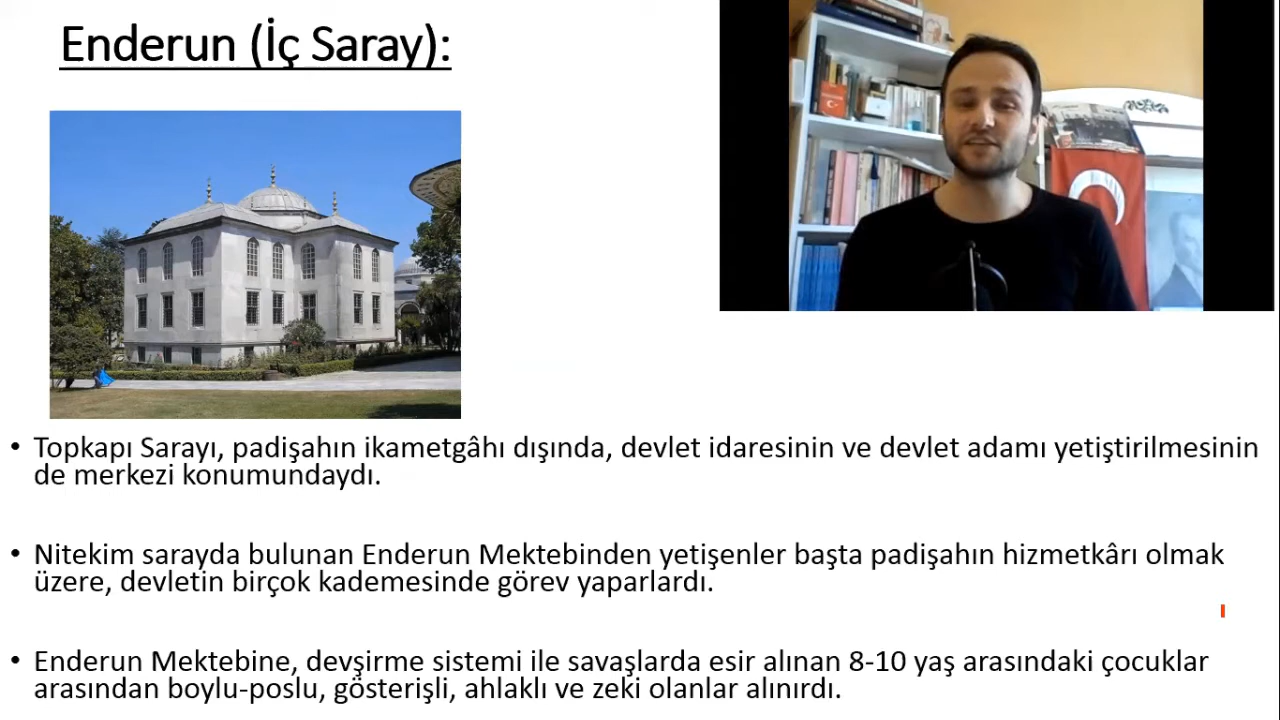 Enderun (İç Saray):
• Topkapı Sarayı, padişahın ikametgâhı dışında, devlet idaresinin ve devlet adamı yetiştirilmesinin
de merkezi konumundaydı.
• Nitekim sarayda bulunan Enderun Mektebinden yetişenler başta padişahın hizmetkârı olmak
üzere, devletin birçok kademesinde görev yaparlardı.
• Enderun Mektebine, devşirme sistemi ile savaşlarda esir alınan 8-10 yaş arasındaki çocuklar
arasından boylu-poslu, gösterişli, ahlaklı ve zeki olanlar alınırdı.